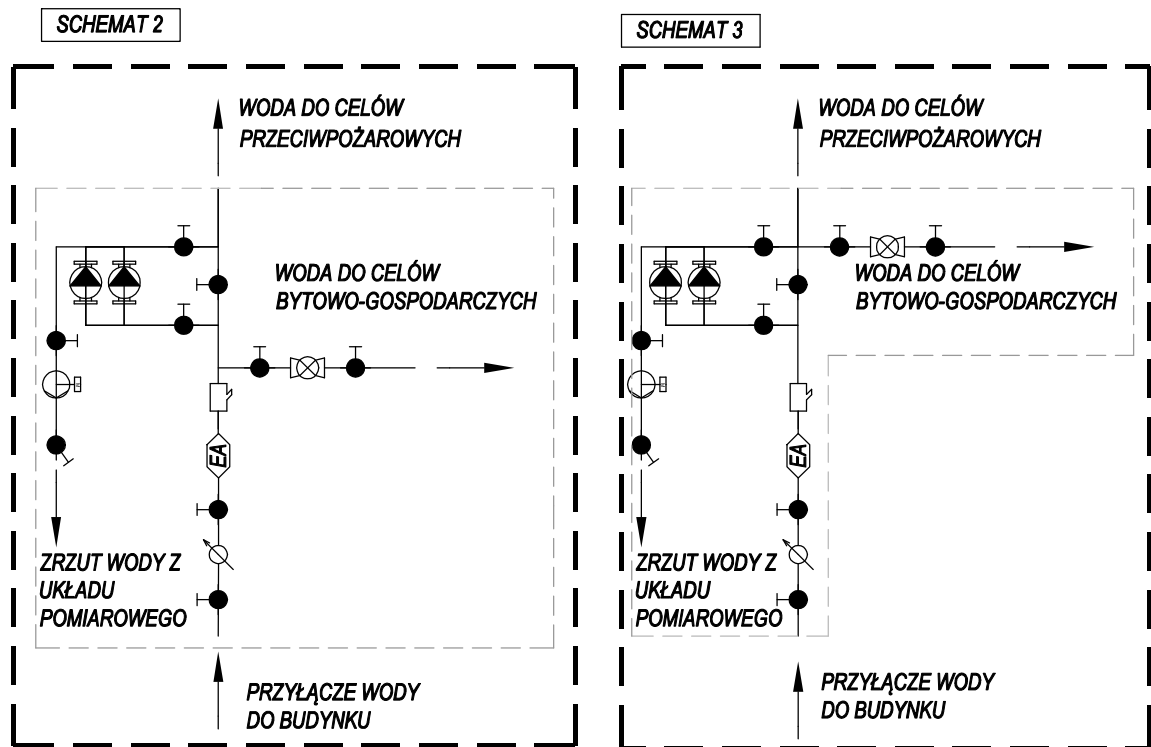 SCHEMAT 2
WODA DO CELÓW
PRZECIWPOŻAROWYCH
WODA DO CELÓW
BYTOWO-GOSPODARCZYCH
EA
ZRZUT WODY Z
UKŁADU
POMIAROWEGO
PRZYŁĄCZE WODY
DO BUDYNKU
SCHEMAT 3
WODA DO CELÓW
PRZECIWPOŻAROWYCH
WODA DO CELÓW
BYTOWO-GOSPODARCZYCH
EA
ZRZUT WODY Z
UKŁADU
POMIAROWEGO
PRZYŁĄCZE WODY
DO BUDYNKU